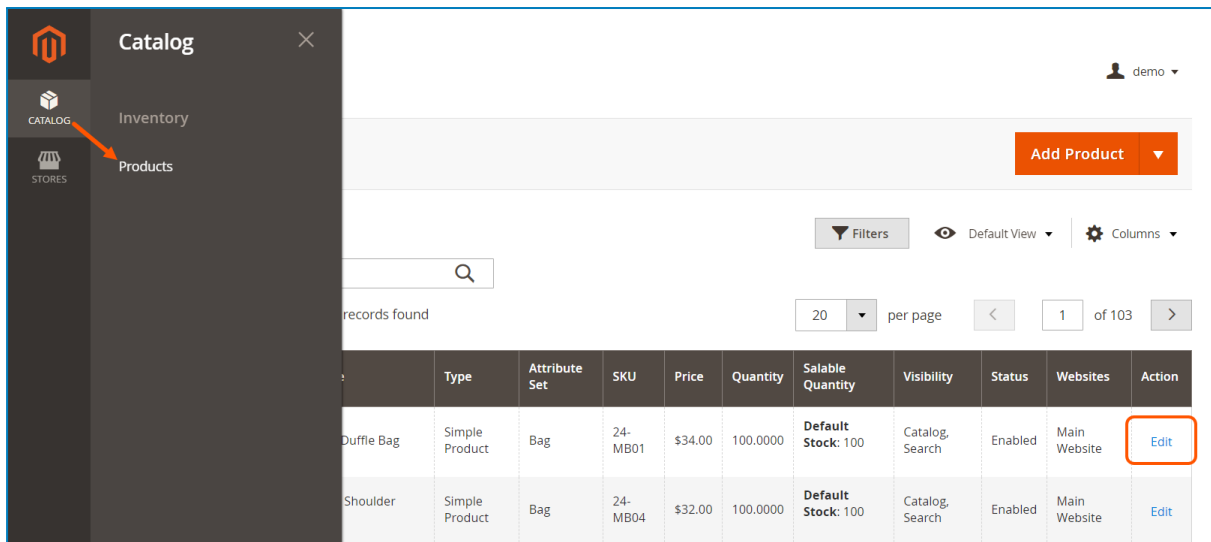 Catalog
demo
CATALOG
Inventory
Products
STORES
Add Product
Filters
Default View
Columns
records found
20
per page
1
of 103
Type
Attribute
Set
SKU
Price
Quantity
Salable
Quantity
Visibility
Status
Websites
Action
Duffle Bag
Simple
Product
Bag
24-
MB01
$34.00
100.0000
Default
Stock: 100
Catalog,
Search
Enabled
Main
Website
Edit
Shoulder
Simple
Product
Bag
24-
MB04
$32.00
100.0000
Default
Stock: 100
Catalog,
Search
Enabled
Main
Website
Edit